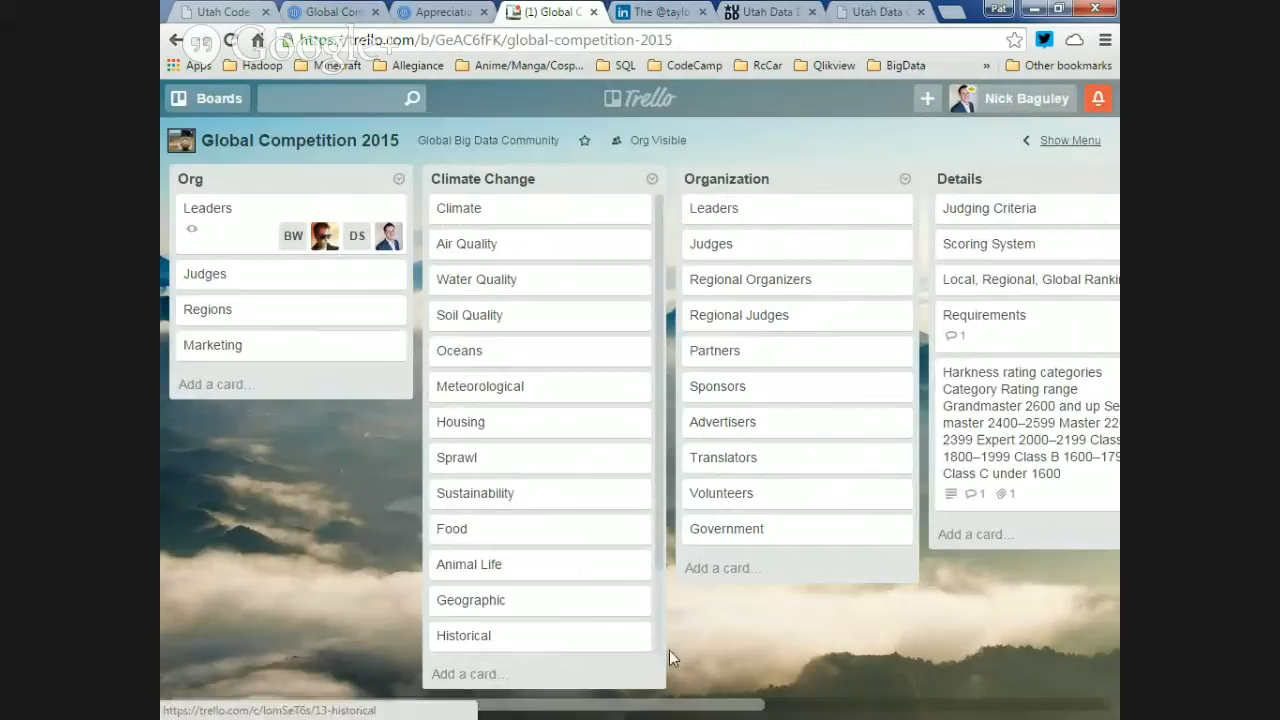 Utah Code
Global Com
Appreciati
(1) Global C
The @taylo
Utah Data I
Utah Data C
Pat
https://trello.com/b/GeAC6fFK/global-competition-2015
Google+
Apps
Hadoop
Minecraft
Allegiance
Anime/Manga/Cosp...
SQL
CodeCamp
RcCar
Qlikview
BigData
»
Other bookmarks
Boards
Trello
Nick Baguley
Global Competition 2015
Global Big Data Community
Org Visible
Show Menu
Org
Leaders
BW
DS
Judges
Regions
Marketing
Add a card...
Climate Change
Climate
Air Quality
Water Quality
Soil Quality
Oceans
Meteorological
Housing
Sprawl
Sustainability
Food
Animal Life
Geographic
Historical
Add a card...
Organization
Leaders
Judges
Regional Organizers
Regional Judges
Partners
Sponsors
Advertisers
Translators
Volunteers
Government
Add a card...
Details
Judging Criteria
Scoring System
Local, Regional, Global Ranki
Requirements
1
Harkness rating categories
Category Rating range
Grandmaster 2600 and up Se
master 2400–2599 Master 22
2399 Expert 2000–2199 Class
1800–1999 Class B 1600–179
Class C under 1600
1 1
Add a card...
https://trello.com/c/IomSeT6s/13-historical